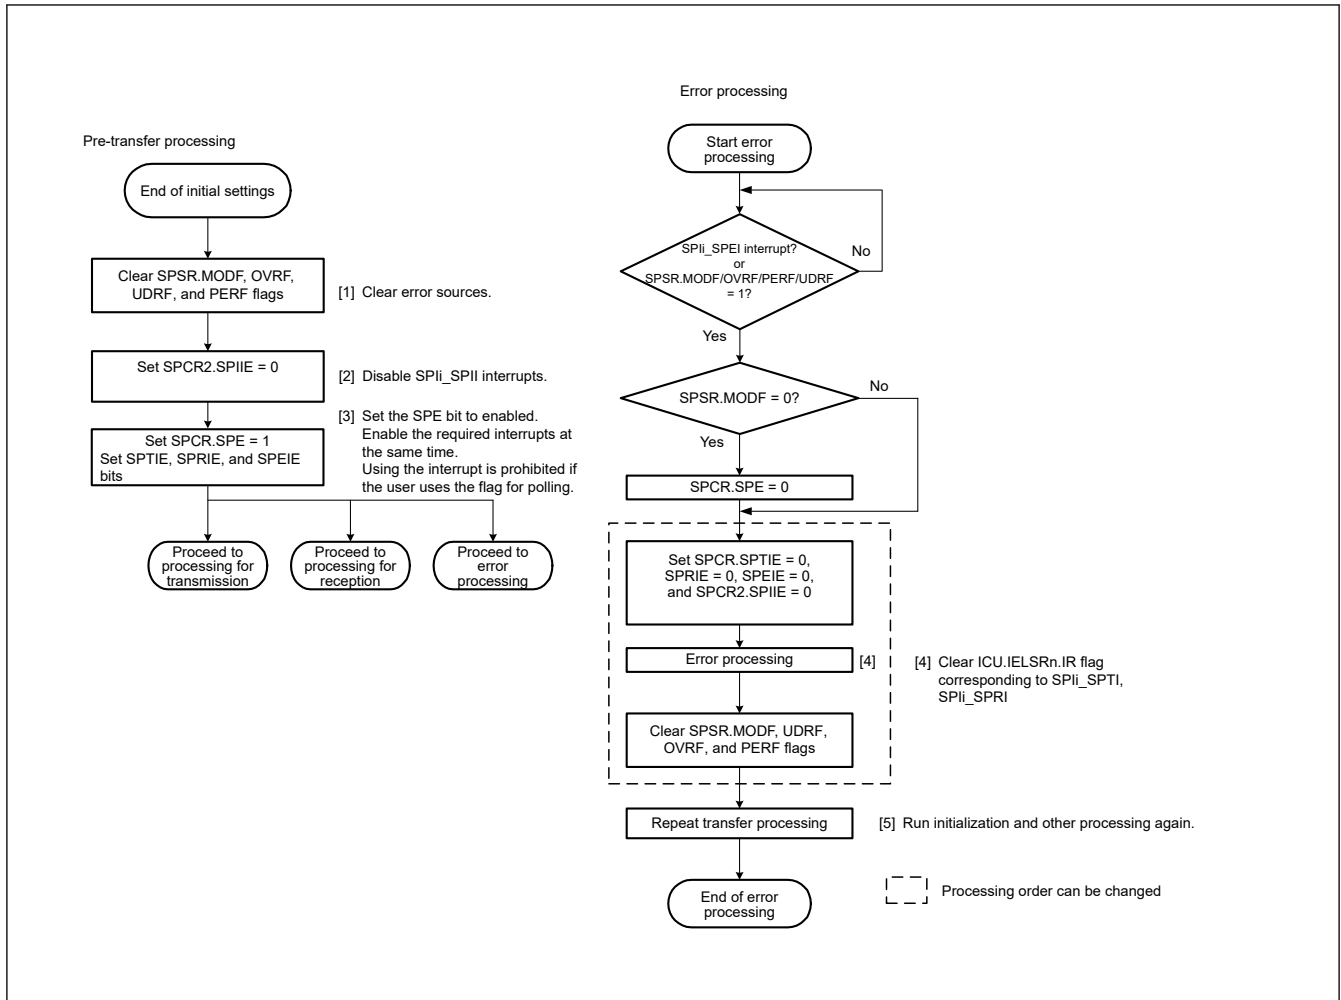 Pre-transfer processing
End of initial settings
Clear SPSR.MODF, OVRF,
UDRF, and PERF flags
[1] Clear error sources.
Set SPCR2.SPIIE = 0
[2] Disable SPIi_SPII interrupts.
Set SPCR.SPE = 1
Set SPTIE, SPRIE, and SPEIE
bits
[3] Set the SPE bit to enabled.
Enable the required interrupts at
the same time.
Using the interrupt is prohibited if
the user uses the flag for polling.
Proceed to
processing for
transmission
Proceed to
processing for
reception
Proceed to
error
processing
Error processing
Start error
processing
SPIi_SPEI interrupt?
or
SPSR.MODF/OVRF/PERF/UDRF
= 1?
No
Yes
SPSR.MODF = 0?
No
Yes
SPCR.SPE = 0
Set SPCR.SPTIE = 0,
SPRIE = 0, SPEIE = 0,
and SPCR2.SPIIE = 0
Error processing
[4]
[4] Clear ICU.IELSRn.IR flag
corresponding to SPIi_SPTI,
SPIi_SPRI
Clear SPSR.MODF, UDRF,
OVRF, and PERF flags
Repeat transfer processing
[5] Run initialization and other processing again.
End of error
processing
Processing order can be changed